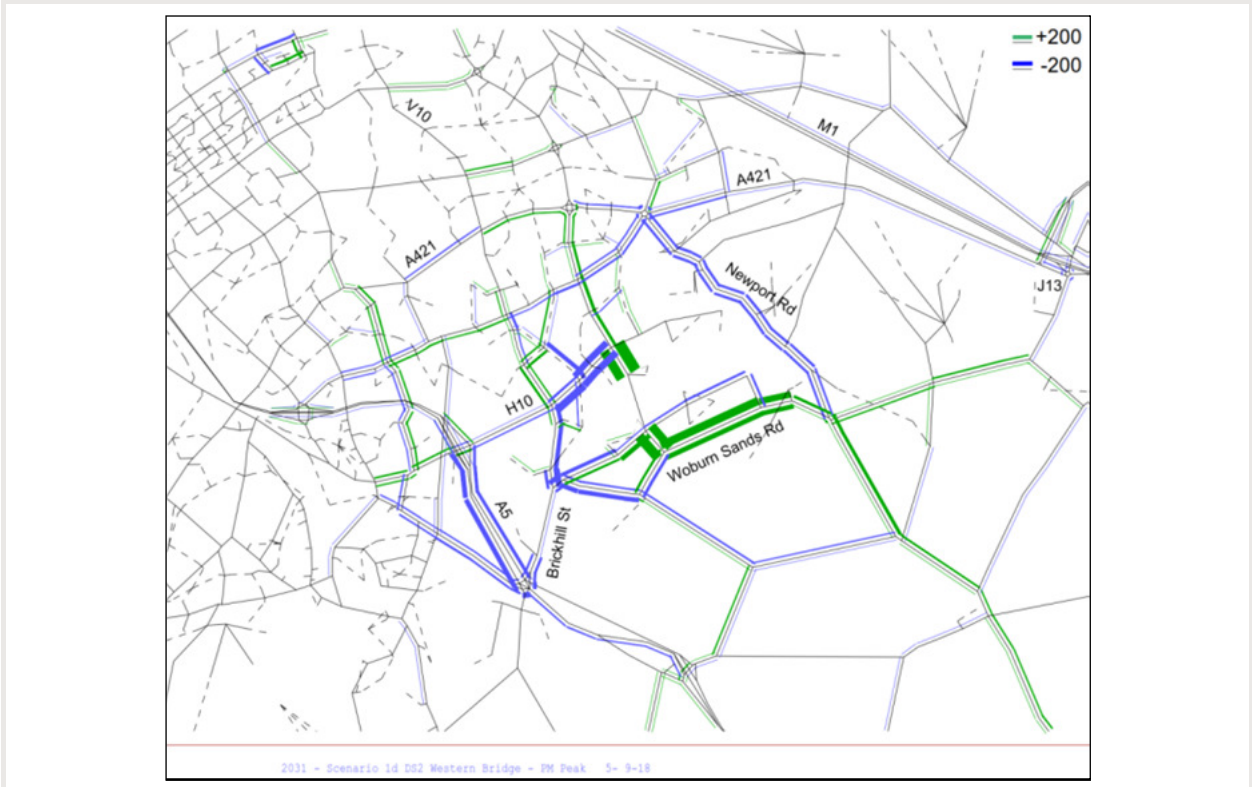 +200
-200
V10
M1
A421
A421
J13
Newport Rd
H10
Woburn Sands Rd
A5
Brickhill St
2031 - Scenario 1d DS2 Western Bridge - PM Peak 5- 9-18